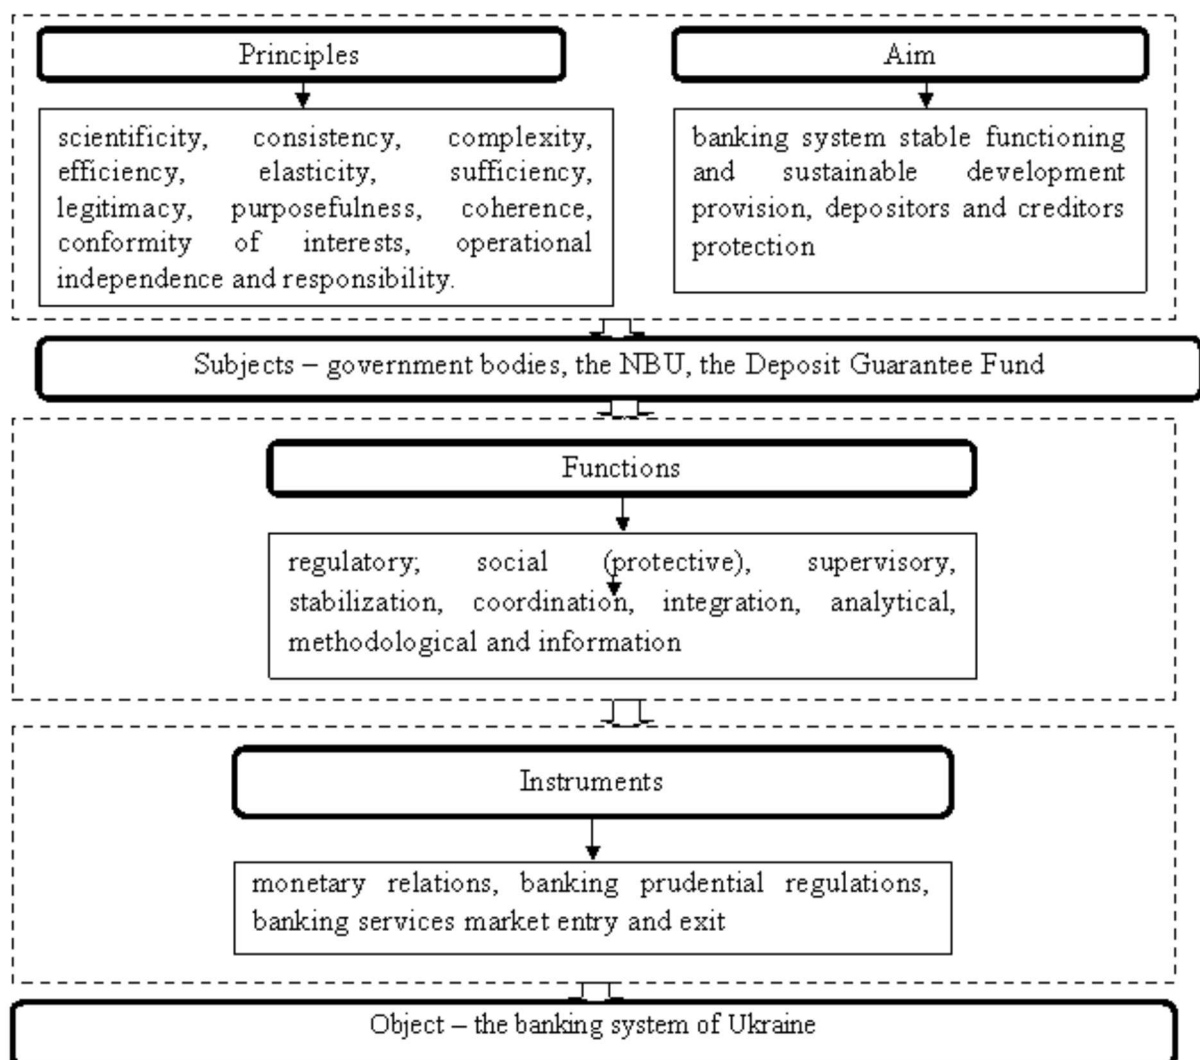 Principles
scientificity, consistency, complexity,
efficiency, elasticity, sufficiency,
legitimacy, purposefulness, coherence,
conformity of interests, operational
independence and responsibility.
Aim
banking system stable functioning
and sustainable development
provision, depositors and creditors
protection
Subjects – government bodies, the NBU, the Deposit Guarantee Fund
Functions
regulatory; social (protective), supervisory,
stabilization, coordination, integration, analytical,
methodological and information
Instruments
monetary relations, banking prudential regulations,
banking services market entry and exit
Object – the banking system of Ukraine